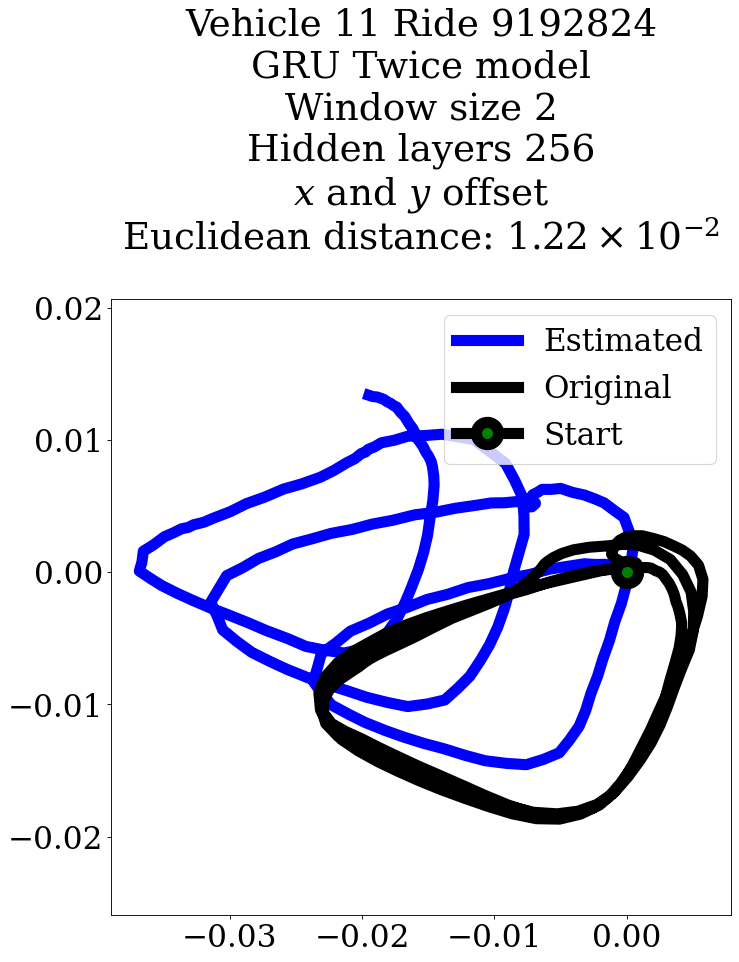 Vehicle 11 Ride 9192824
GRU Twice model
Window size 2
Hidden layers 256
x and y offset
Euclidean distance: 1.22 × 10⁻²
Estimated
Original
Start
0.02
0.01
0.00
−0.01
−0.02
−0.03
−0.02
−0.01
0.00